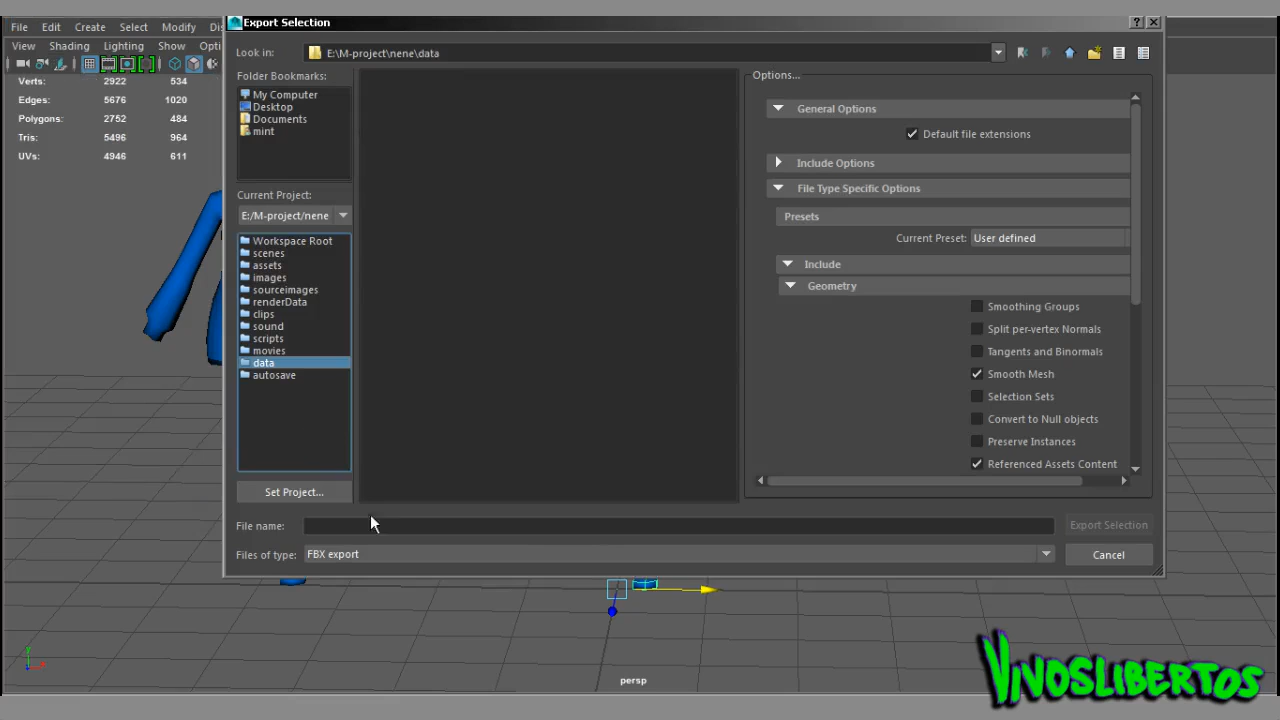 Export Selection
File Edit Create Select Modify
View Shading Lighting Show
Look in: E:\M-project\nene\data
Verts: 2922 534
Edges: 5676 1020
Polygons: 2752 484
Tris: 5496 964
UVs: 4946 611
Folder Bookmarks:
My Computer
Desktop
Documents
mint
Current Project:
E:/M-project/nene
Workspace Root
scenes
assets
images
sourceimages
renderData
clips
sound
scripts
movies
data
autosave
Set Project...
Options...
General Options
Default file extensions
Include Options
File Type Specific Options
Presets
Current Preset: User defined
Include
Geometry
Smoothing Groups
Split per-vertex Normals
Tangents and Binormals
Smooth Mesh
Selection Sets
Convert to Null objects
Preserve Instances
Referenced Assets Content
File name:
Export Selection
Files of type: FBX export
Cancel
persp
VIVOSLIBERTOS